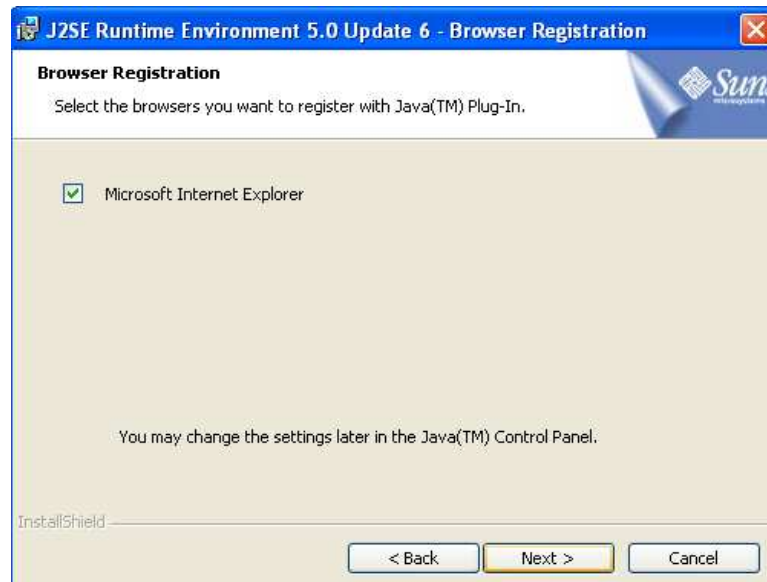 J2SE Runtime Environment 5.0 Update 6 - Browser Registration
Browser Registration
Select the browsers you want to register with Java(TM) Plug-In.
Sun
microsystems
Microsoft Internet Explorer
You may change the settings later in the Java(TM) Control Panel.
InstallShield
< Back
Next >
Cancel